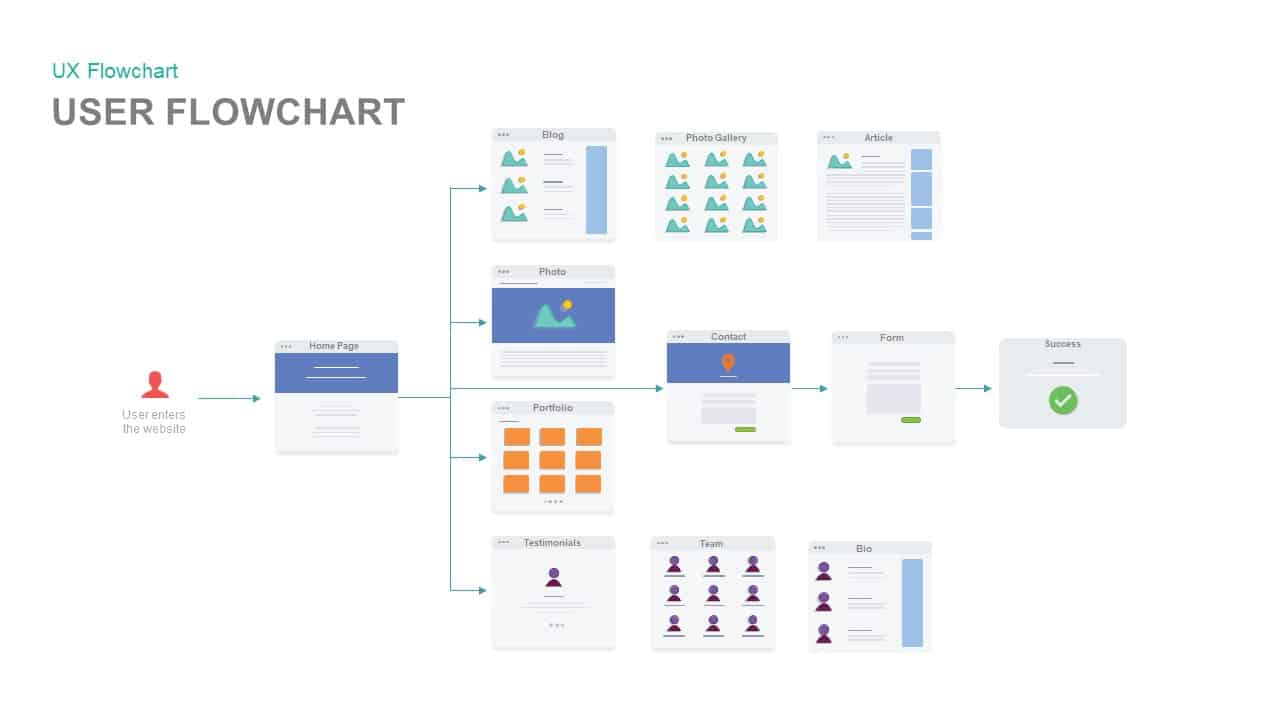 UX Flowchart
USER FLOWCHART
Blog
Photo Gallery
Article
Photo
Home Page
Contact
Form
Success
User enters
the website
Portfolio
Testimonials
Team
Bio